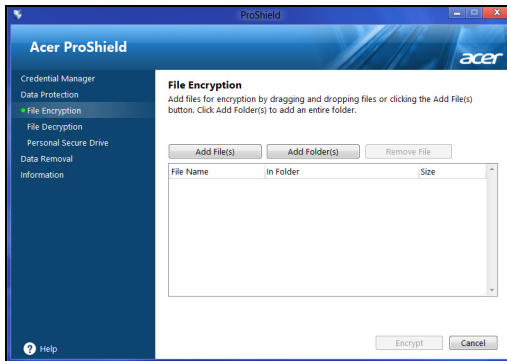 ProShield
Acer ProShield
acer
Credential Manager
Data Protection
File Encryption
File Decryption
Personal Secure Drive
Data Removal
Information
File Encryption
Add files for encryption by dragging and dropping files or clicking the Add File(s)
button. Click Add Folder(s) to add an entire folder.
Add File(s) Add Folder(s) Remove File
File Name In Folder Size
Encrypt Cancel
? Help